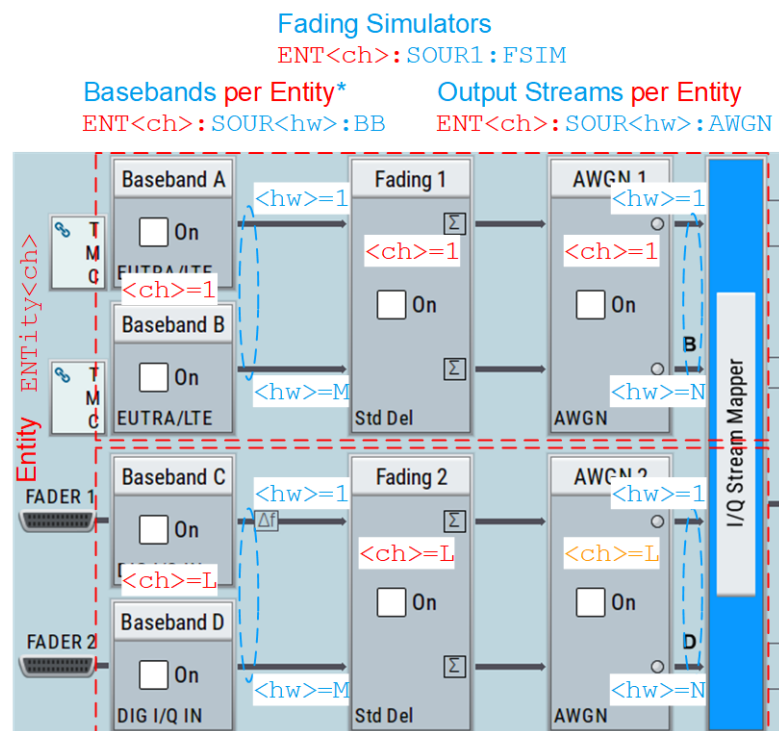 Fading Simulators
ENT<ch>:SOUR1:FSIM
Basebands per Entity*
ENT<ch>:SOUR<hw>:BB
Output Streams per Entity
ENT<ch>:SOUR<hw>:AWGN
Entity ENTity<ch>
Baseband A
On
EUTRA/LTE
<ch>=1
T
M
C
<hw>=1
Fading 1
Σ
<ch>=1
On
Σ
Std Del
AWGN 1
<hw>=1
<ch>=1
On
AWGN
B
<hw>=N
Baseband B
On
EUTRA/LTE
T
M
C
<hw>=M
I/Q Stream Mapper
FADER 1
Baseband C
On
<ch>=L
<hw>=1
Δf
Fading 2
Σ
<ch>=L
On
Σ
Std Del
AWGN 2
<hw>=1
<ch>=L
On
AWGN
D
<hw>=N
FADER 2
Baseband D
On
DIG I/Q IN
<hw>=M